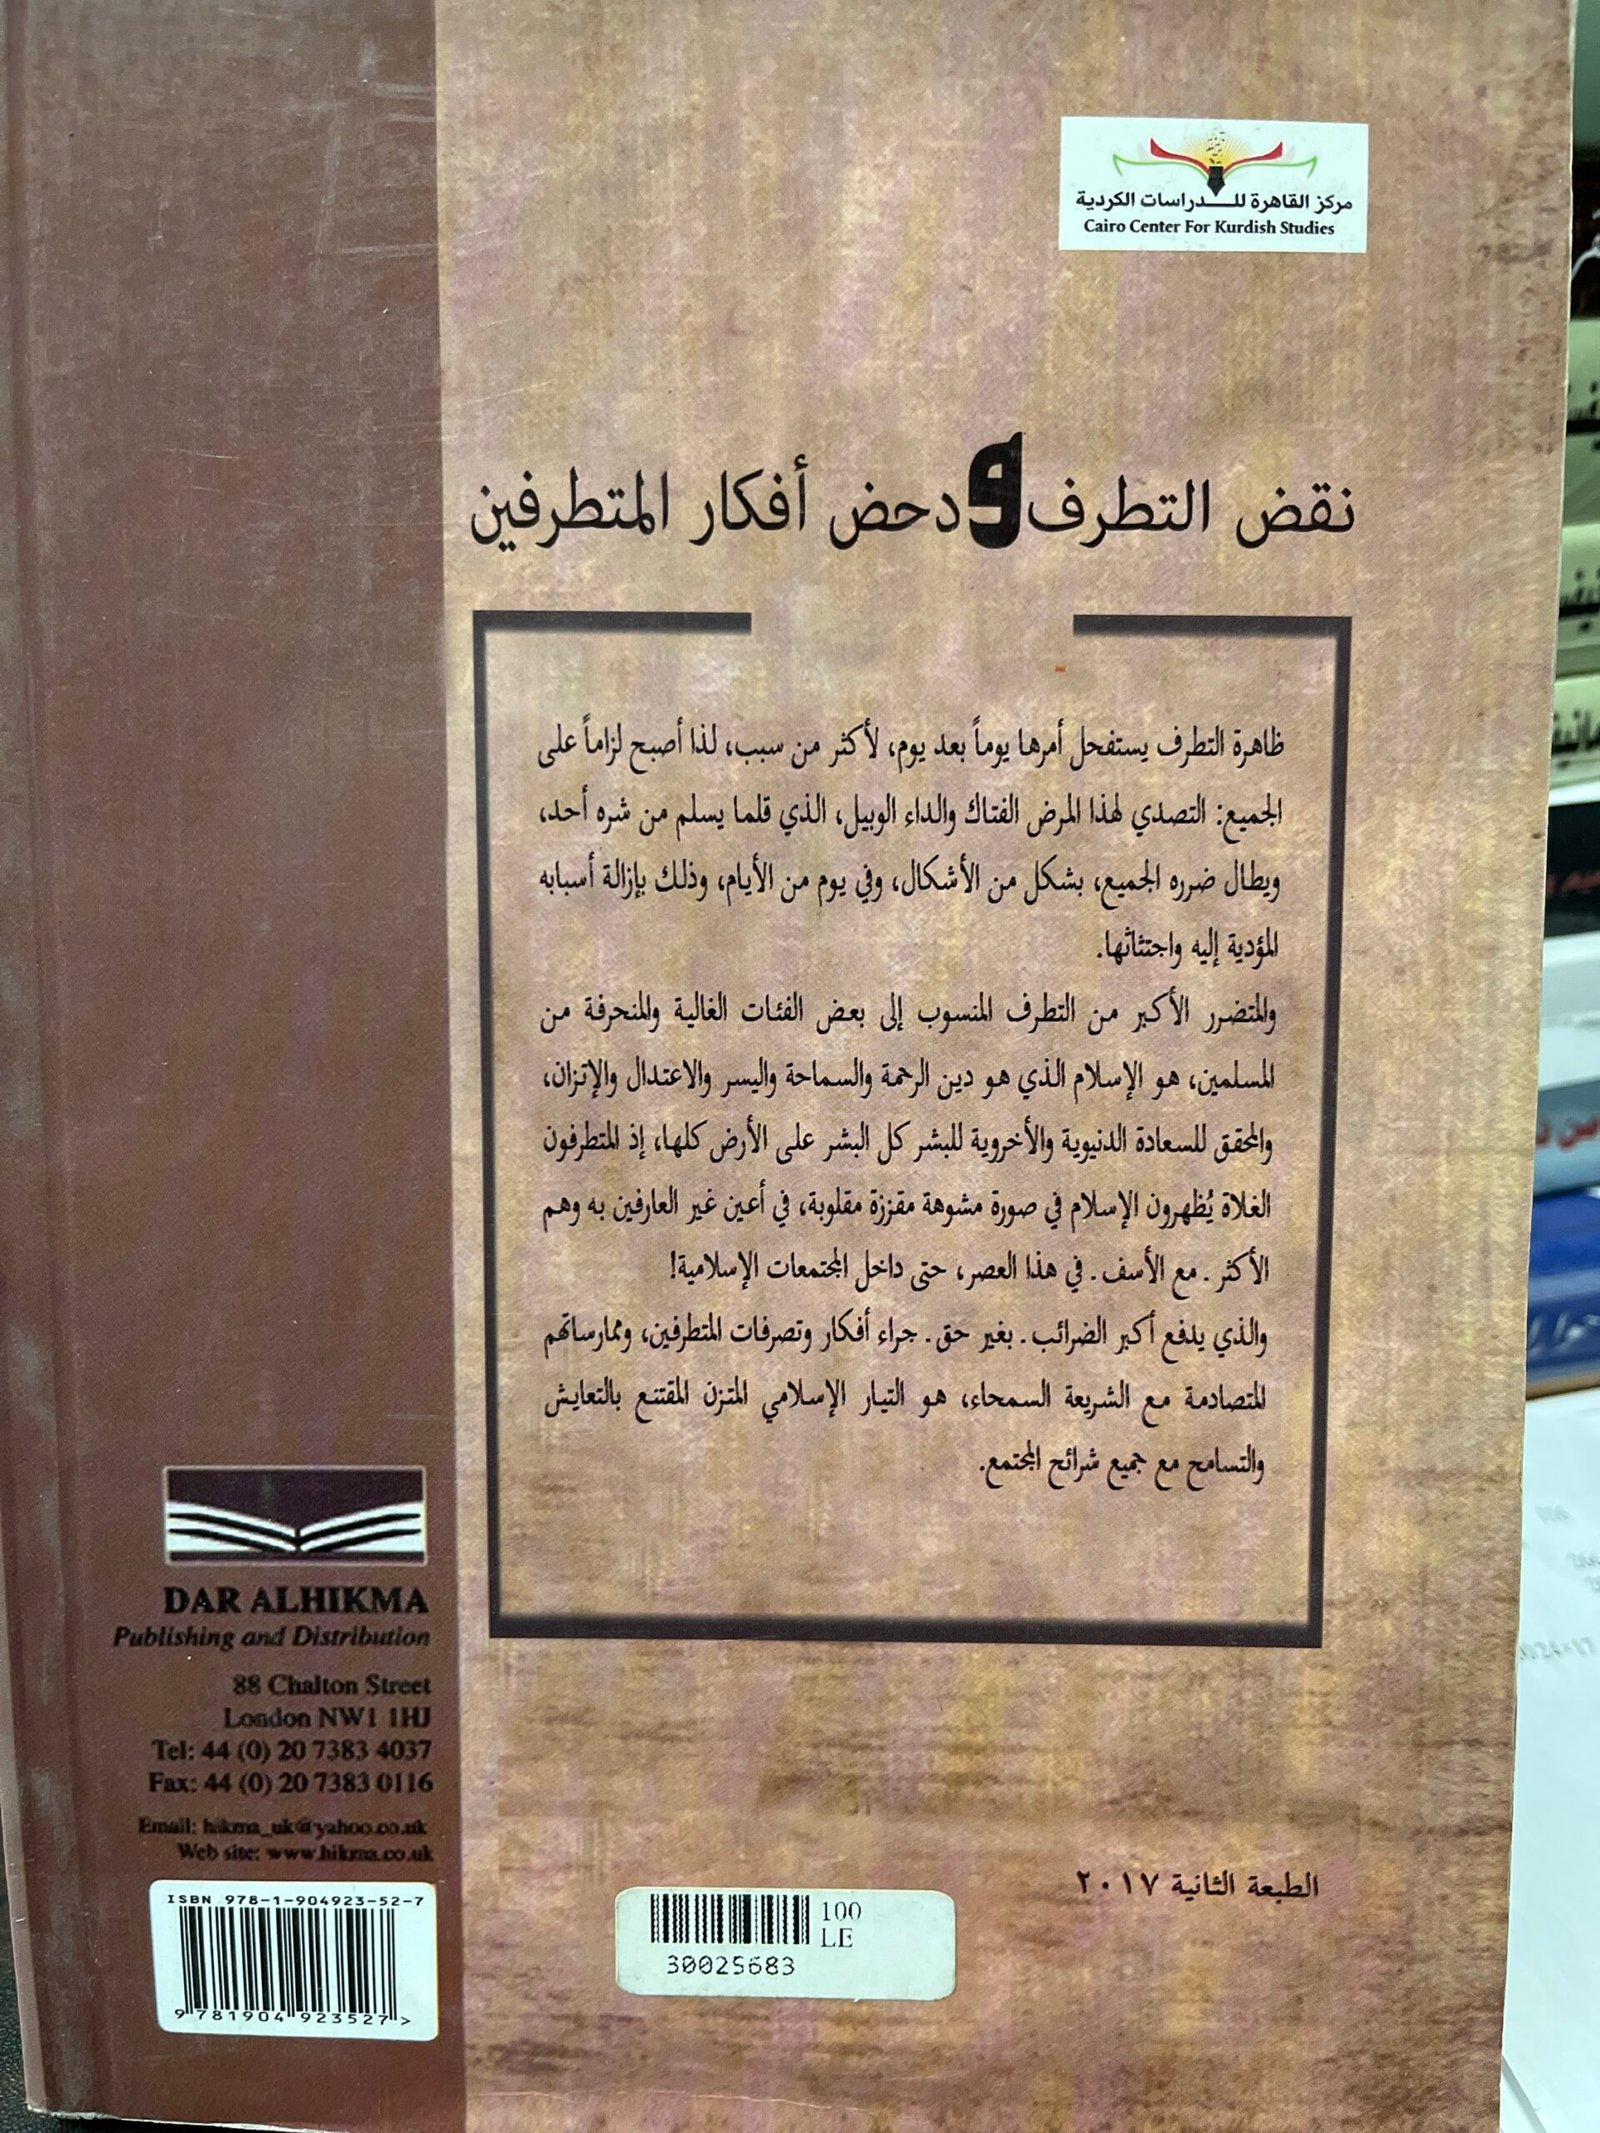 مركز القاهرة للدراسات الكردية
Cairo Center For Kurdish Studies
نقض التطرف ودحض أفكار المتطرفين
ظاهرة التطرف يستفحل أمرها يوماً بعد يوم، لأكثر من سبب، لذا أصبح لزاماً على
الجميع: التصدي لهذا المرض الفتاك والداء الوبيل، الذي قلما يسلم من شره أحد،
ويطال ضرره الجميع، بشكل من الأشكال، وفي يوم من الأيام، وذلك بإزالة أسبابه
المؤدية إليه واجتثاثها.
والمتضرر الأكبر من التطرف المنسوب إلى بعض الفئات الغالية والمنحرفة من
المسلمين، هو الإسلام الذي هو دين الرحمة والسماحة واليسر والاعتدال والإتزان،
والمحقق للسعادة الدنيوية والأخروية للبشر كل البشر على الأرض كلها، إذ المتطرفون
الغلاة يُظهرون الإسلام في صورة مشوهة مقززة مقلوبة، في أعين غير العارفين به وهم
الأكثر . مع الأسف . في هذا العصر، حتى داخل المجتمعات الإسلامية!
والذي يدفع أكبر الضرائب . بغير حق . جراء أفكار وتصرفات المتطرفين، وممارساتهم
المتصادمة مع الشريعة السمحاء، هو التيار الإسلامي المتزن المقتنع بالتعايش
والتسامح مع جميع شرائح المجتمع.
DAR ALHIKMA
Publishing and Distribution
88 Chalton Street
London NW1 1HJ
Tel: 44 (0) 20 7383 4037
Fax: 44 (0) 20 7383 0116
Email: hikma_uk@yahoo.co.uk
Web site: www.hikma.co.uk
ISBN 978-1-904923-52-7
9 781904 923527 >
100
LE
30025683
الطبعة الثانية ٢٠١٧